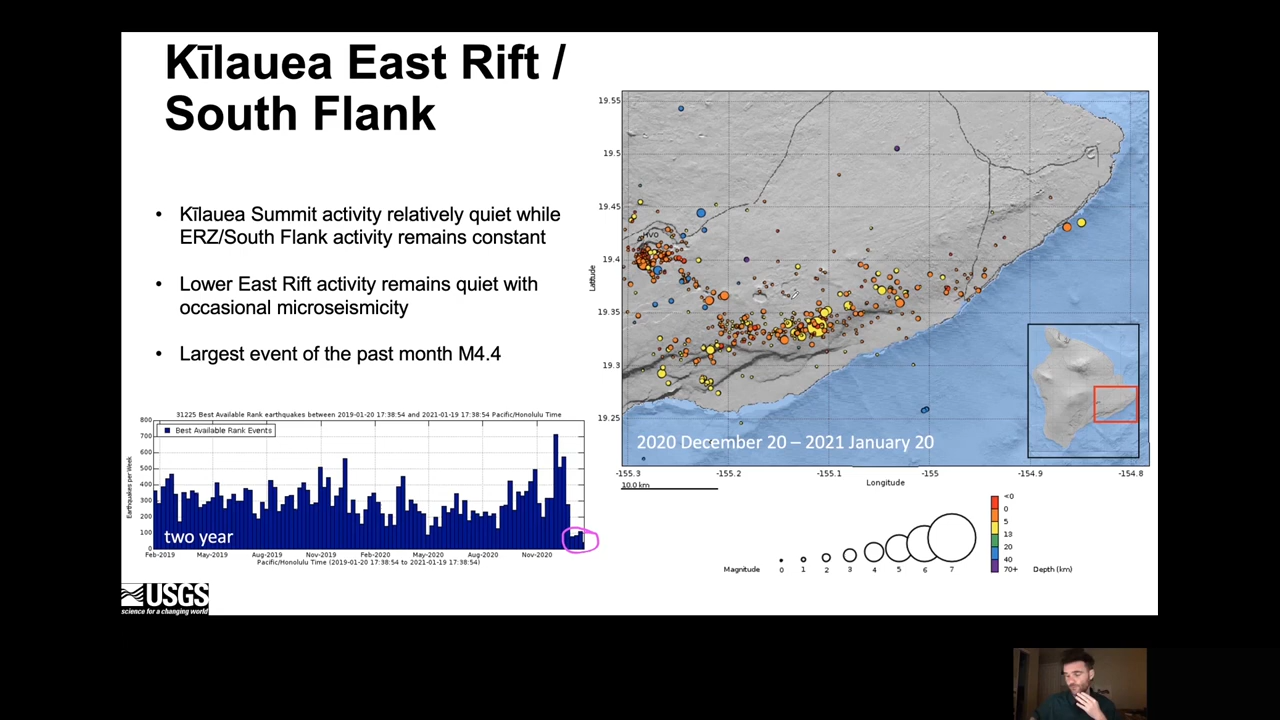 Kīlauea East Rift /
South Flank
• Kīlauea Summit activity relatively quiet while
ERZ/South Flank activity remains constant
• Lower East Rift activity remains quiet with
occasional microseismicity
• Largest event of the past month M4.4
31225 Best Available Rank earthquakes between 2019-01-20 17:38:54 and 2021-01-19 17:38:54 Pacific/Honolulu Time
Best Available Rank Events
Earthquakes per Week
800
700
600
500
400
300
200
100
0
two year
Feb-2019 May-2019 Aug-2019 Nov-2019 Feb-2020 May-2020 Aug-2020 Nov-2020
Pacific/Honolulu Time (2019-01-20 17:38:54 to 2021-01-19 17:38:54)
USGS
science for a changing world
19.55
19.5
19.45
19.4
19.35
19.3
19.25
Latitude
HVO
2020 December 20 – 2021 January 20
-155.3 -155.2 -155.1 -155 -154.9 -154.8
Longitude
10.0 km
Magnitude 0 1 2 3 4 5 6 7
<0
0
5
13
20
40
70+
Depth (km)